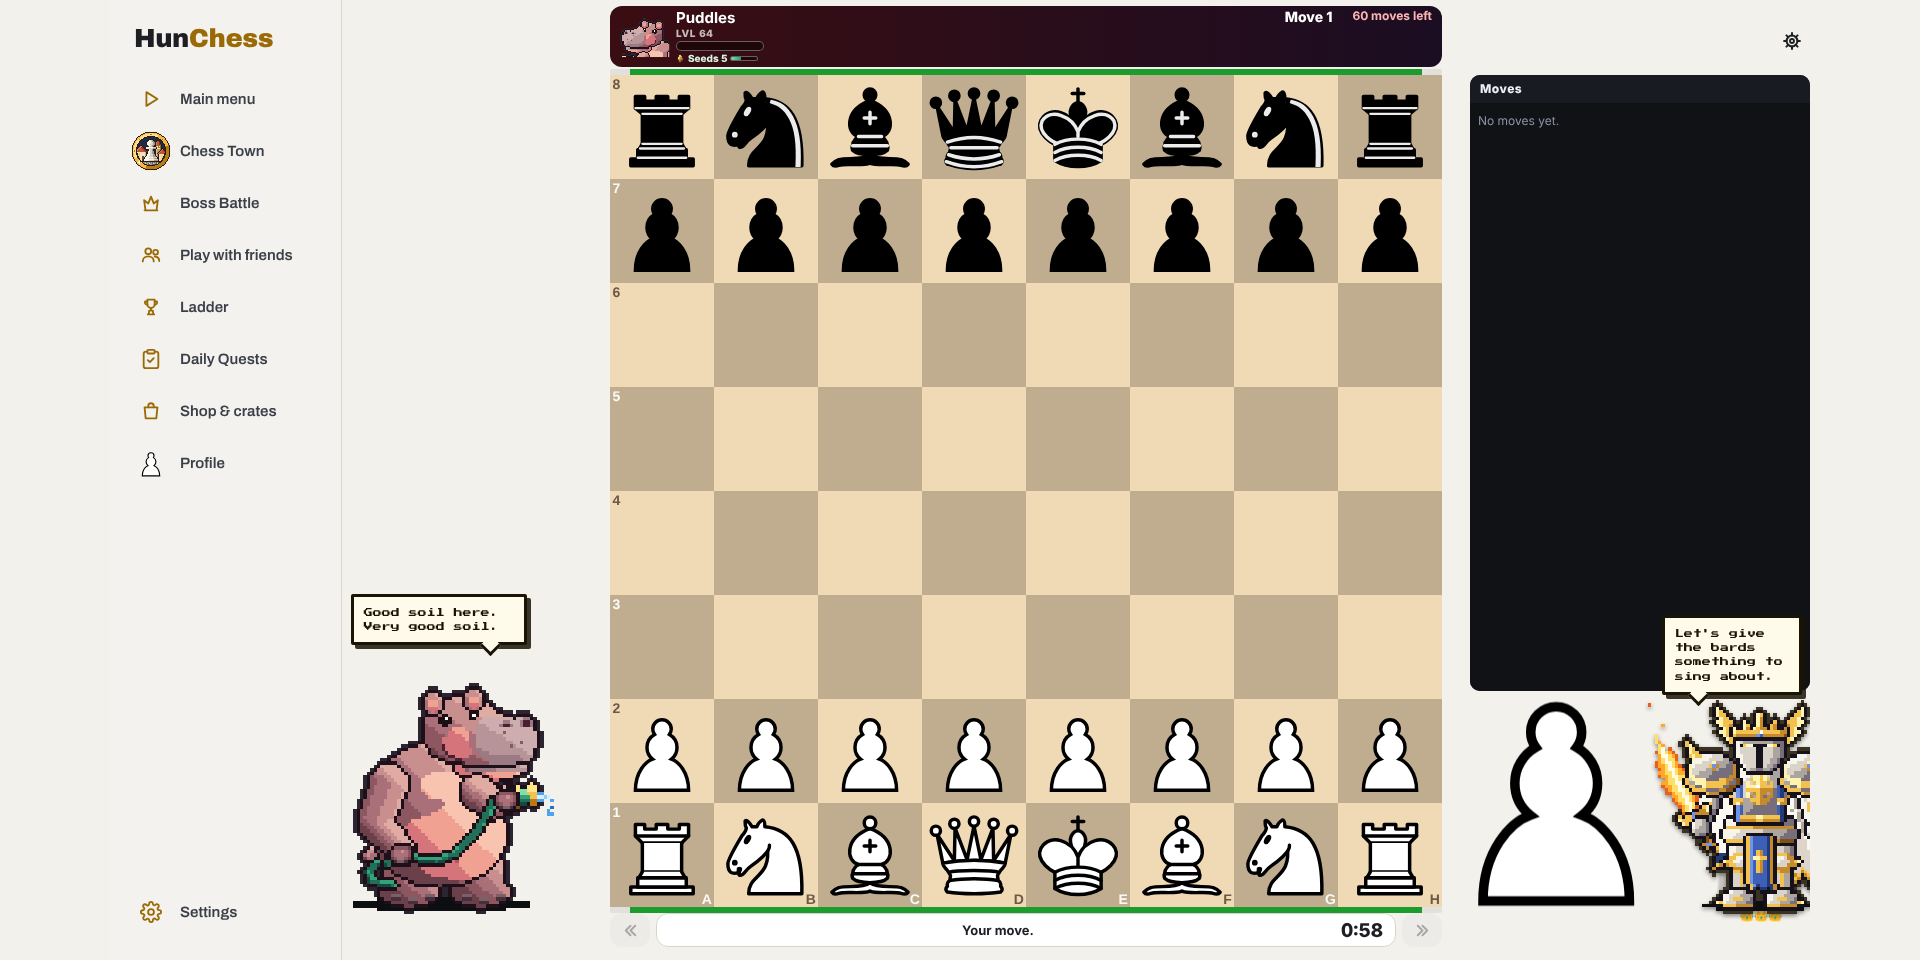 HunChess
Main menu
Chess Town
Boss Battle
Play with friends
Ladder
Daily Quests
Shop & crates
Profile
Settings
Good soil here.
Very good soil.
Puddles
LVL 64
Seeds 5
Move 1
60 moves left
8
7
6
5
4
3
2
1
A
B
C
D
E
F
G
H
Your move.
0:58
Moves
No moves yet.
Let's give
the bards
something to
sing about.